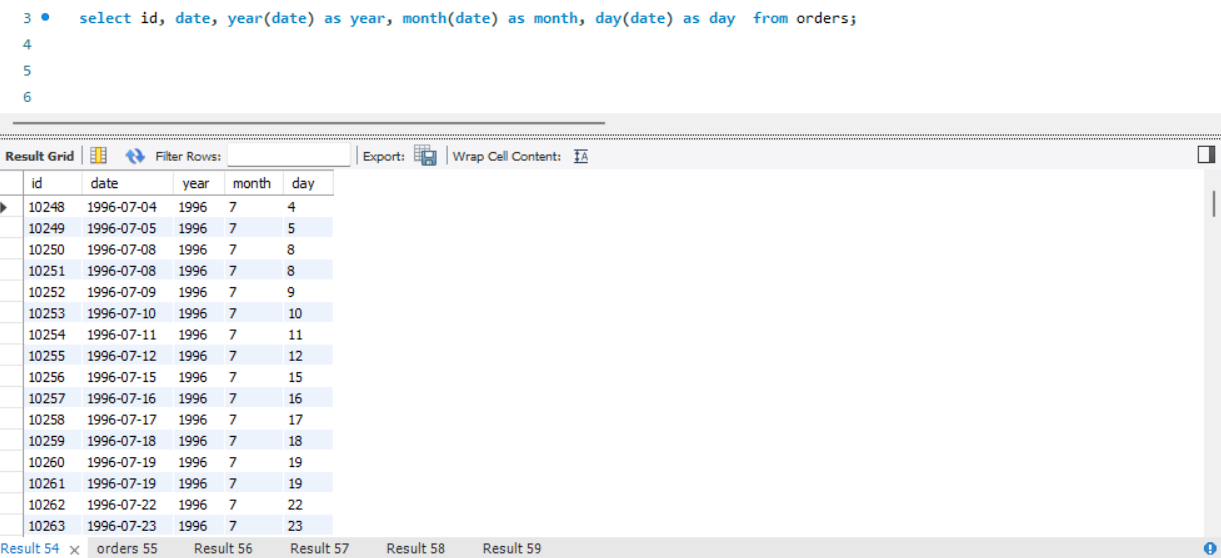 3 select id, date, year(date) as year, month(date) as month, day(date) as day  from orders;
4
5
6
Result Grid Filter Rows: Export: Wrap Cell Content: IA
id date year month day
10248 1996-07-04 1996 7 4
10249 1996-07-05 1996 7 5
10250 1996-07-08 1996 7 8
10251 1996-07-08 1996 7 8
10252 1996-07-09 1996 7 9
10253 1996-07-10 1996 7 10
10254 1996-07-11 1996 7 11
10255 1996-07-12 1996 7 12
10256 1996-07-15 1996 7 15
10257 1996-07-16 1996 7 16
10258 1996-07-17 1996 7 17
10259 1996-07-18 1996 7 18
10260 1996-07-19 1996 7 19
10261 1996-07-19 1996 7 19
10262 1996-07-22 1996 7 22
10263 1996-07-23 1996 7 23
Result 54 orders 55 Result 56 Result 57 Result 58 Result 59